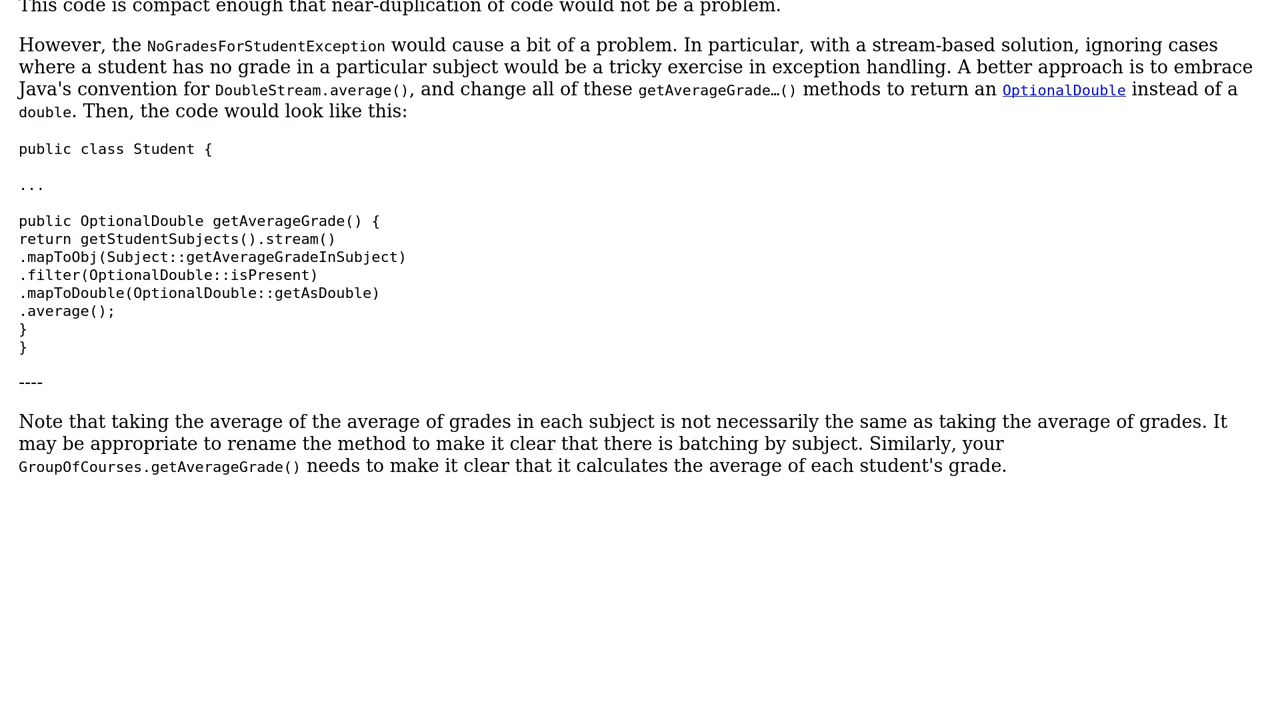 This code is compact enough that near-duplication of code would not be a problem.
However, the NoGradesForStudentException would cause a bit of a problem. In particular, with a stream-based solution, ignoring cases
where a student has no grade in a particular subject would be a tricky exercise in exception handling. A better approach is to embrace
Java's convention for DoubleStream.average(), and change all of these getAverageGrade…() methods to return an OptionalDouble instead of a
double. Then, the code would look like this:
public class Student {
...
public OptionalDouble getAverageGrade() {
return getStudentSubjects().stream()
.mapToObj(Subject::getAverageGradeInSubject)
.filter(OptionalDouble::isPresent)
.mapToDouble(OptionalDouble::getAsDouble)
.average();
}
}
----
Note that taking the average of the average of grades in each subject is not necessarily the same as taking the average of grades. It
may be appropriate to rename the method to make it clear that there is batching by subject. Similarly, your
GroupOfCourses.getAverageGrade() needs to make it clear that it calculates the average of each student's grade.